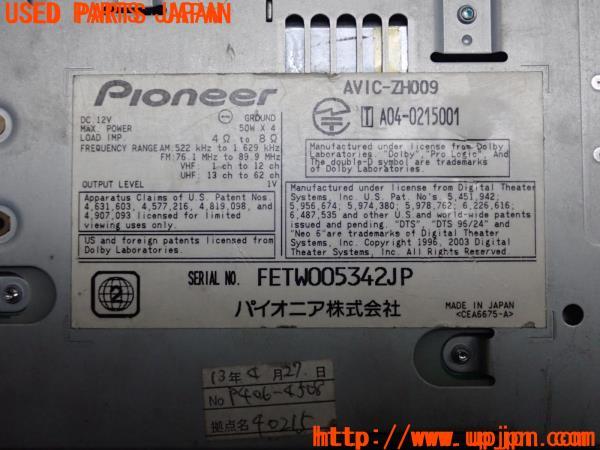 USED PARTS JAPAN
PIONEER
AVIC-ZH009
DC.12V
GROUND
MAX. POWER 50W X 4
LOAD IMP. 4Ω to 8Ω
FREQUENCY RANGE AM:522 kHz to 1 629 kHz
FM:76.1 MHz to 89.9 MHz
VHF: 1 ch to 12 ch
UHF: 13 ch to 62 ch
OUTPUT LEVEL 1V
T A04-0215001
Manufactured under license from Dolby
Laboratories. "Dolby", "Pro Logic" and
The double-D symbol are trademarks
of Dolby Laboratories.
Apparatus Claims of U.S. Patent Nos.
4,631,603, 4,577,216, 4,819,098, and
4,907,093 licensed for limited
viewing uses only.
US and foreign patents licensed from
Dolby Laboratories.
Manufactured under license from Digital Theater
Systems, Inc. U.S. Pat. No's. 5,451,942;
5,956,674; 5,974,380; 5,978,762; 6,226,616;
6,487,535 and other U.S. and world-wide patents
issued and pending. "DTS", "DTS 96/24" and
"Neo 6"are trademarks of Digital Theater
Systems, Inc. Copyright 1996, 2003 Digital
Theater Systems, Inc. All Rights Reserved.
SERIAL NO. FETW005342JP
2
パイオニア株式会社
MADE IN JAPAN
<CEA6675-A>
13年4月27日
NO P406-4508
拠点名 40215
USED PARTS JAPAN
www.upjpn.com